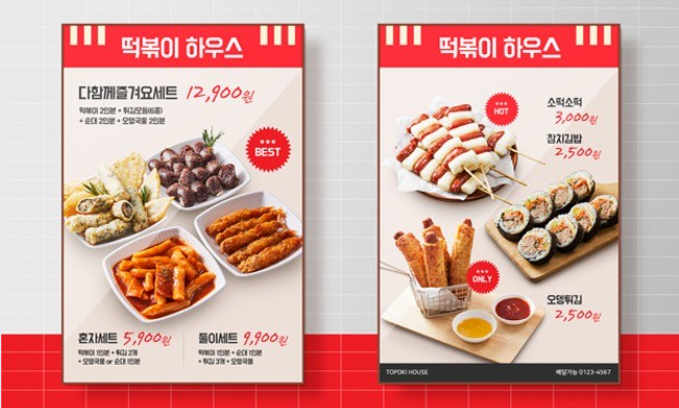 떡볶이 하우스
다함께즐겨요세트 12,900원
떡볶이 2인분 + 튀김모둠(6종)
+ 순대 2인분 + 오뎅국물 2인분
BEST
혼자세트 5,900원
떡볶이 1인분 + 튀김 2개
+ 오뎅국물 or 순대 1인분
둘이세트 9,900원
떡볶이 1인분 + 순대 1인분
+ 튀김 3개 + 오뎅국물
떡볶이 하우스
HOT
소떡소떡
3,000원
참치김밥
2,500원
ONLY
오뎅튀김
2,500원
TOPOKI HOUSE
배달가능 0123-4567